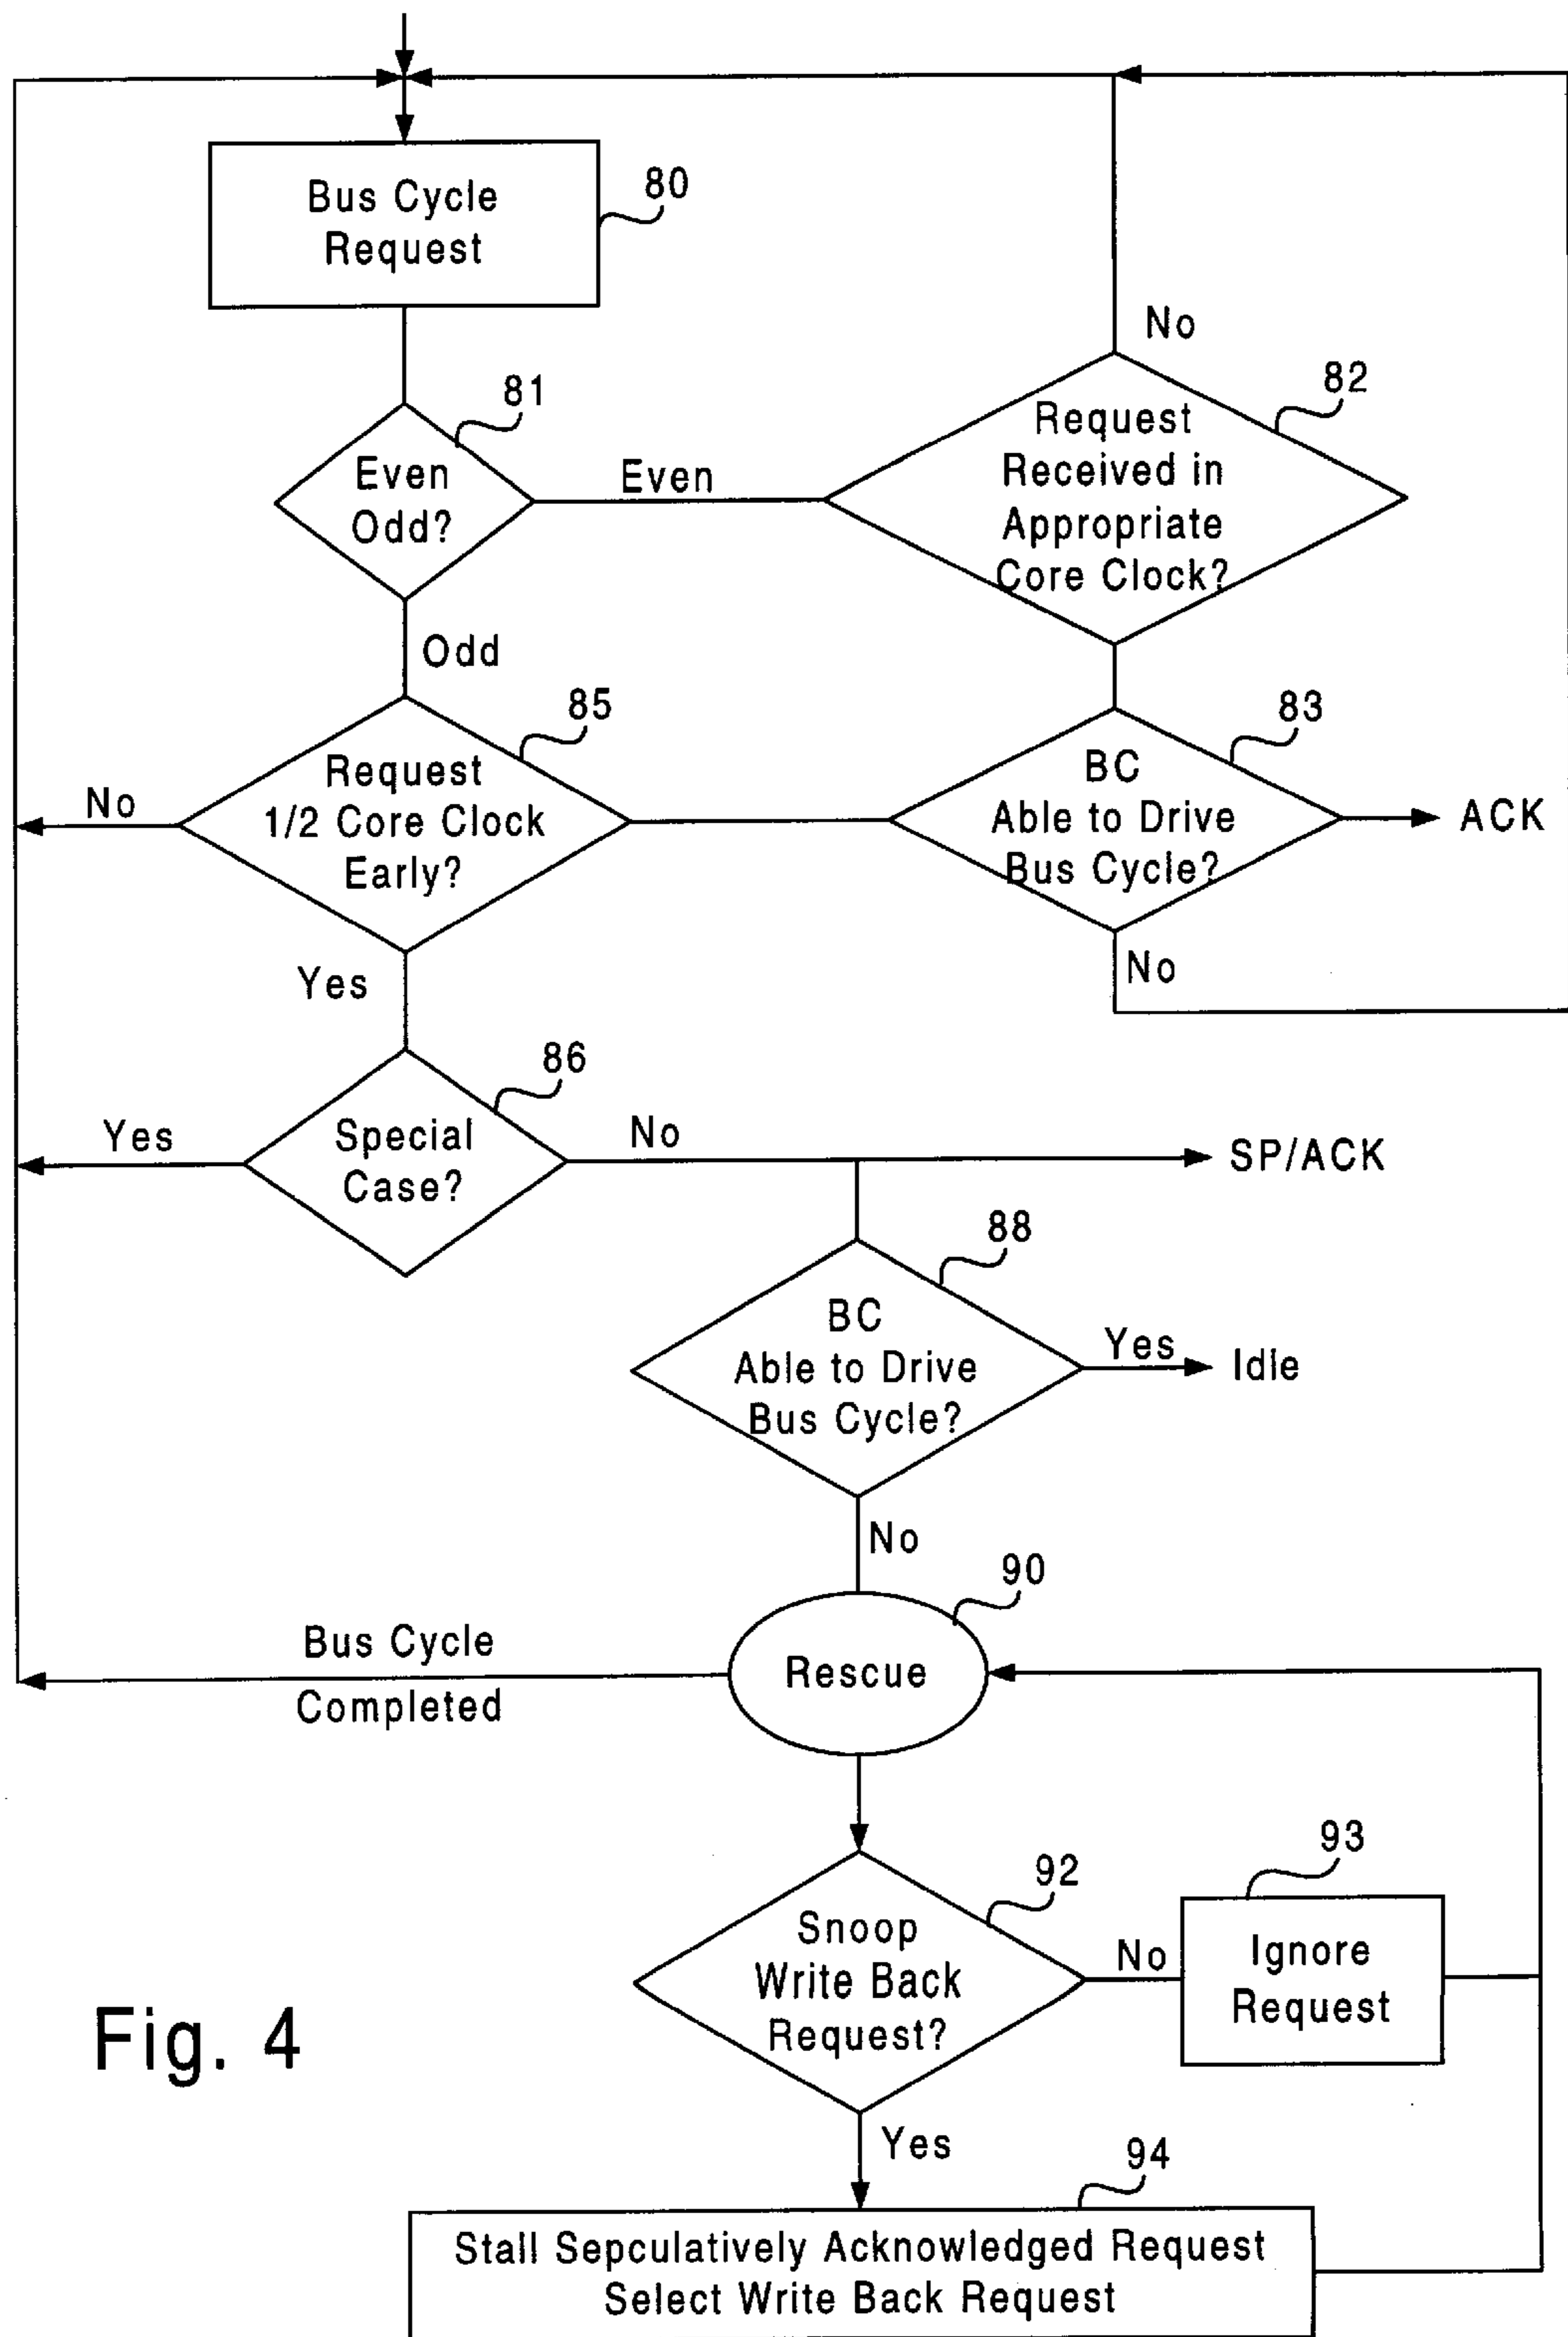 Bus Cycle
Request
80
No
81
82
Even
Odd?
Even
Request
Received in
Appropriate
Core Clock?
Odd
85
83
Request
1/2 Core Clock
Early?
No
BC
Able to Drive
Bus Cycle?
ACK
Yes
No
86
Special
Case?
Yes
No
SP/ACK
88
BC
Able to Drive
Bus Cycle?
Yes
Idle
No
90
Bus Cycle
Completed
Rescue
92
93
Snoop
Write Back
Request?
No
Ignore
Request
Fig. 4
Yes
94
Stall Sepculatively Acknowledged Request
Select Write Back Request